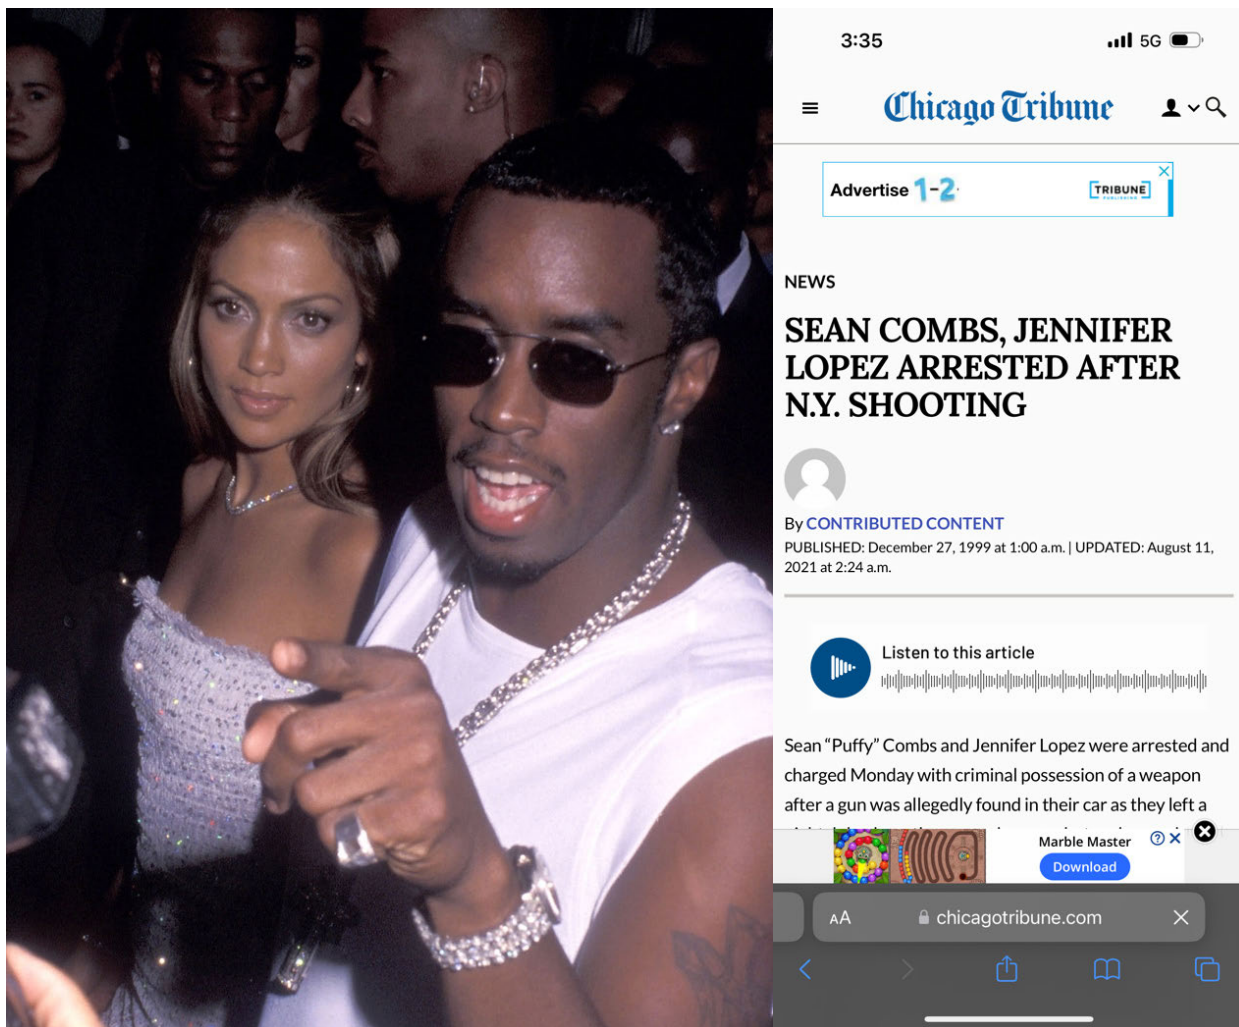 3:35
5G
Chicago Tribune
Advertise 1-2
TRIBUNE
PUBLISHING
NEWS
SEAN COMBS, JENNIFER
LOPEZ ARRESTED AFTER
N.Y. SHOOTING
By CONTRIBUTED CONTENT
PUBLISHED: December 27, 1999 at 1:00 a.m. | UPDATED: August 11,
2021 at 2:24 a.m.
Listen to this article
Sean “Puffy” Combs and Jennifer Lopez were arrested and
charged Monday with criminal possession of a weapon
after a gun was allegedly found in their car as they left a
Marble Master
Download
AA
chicagotribune.com